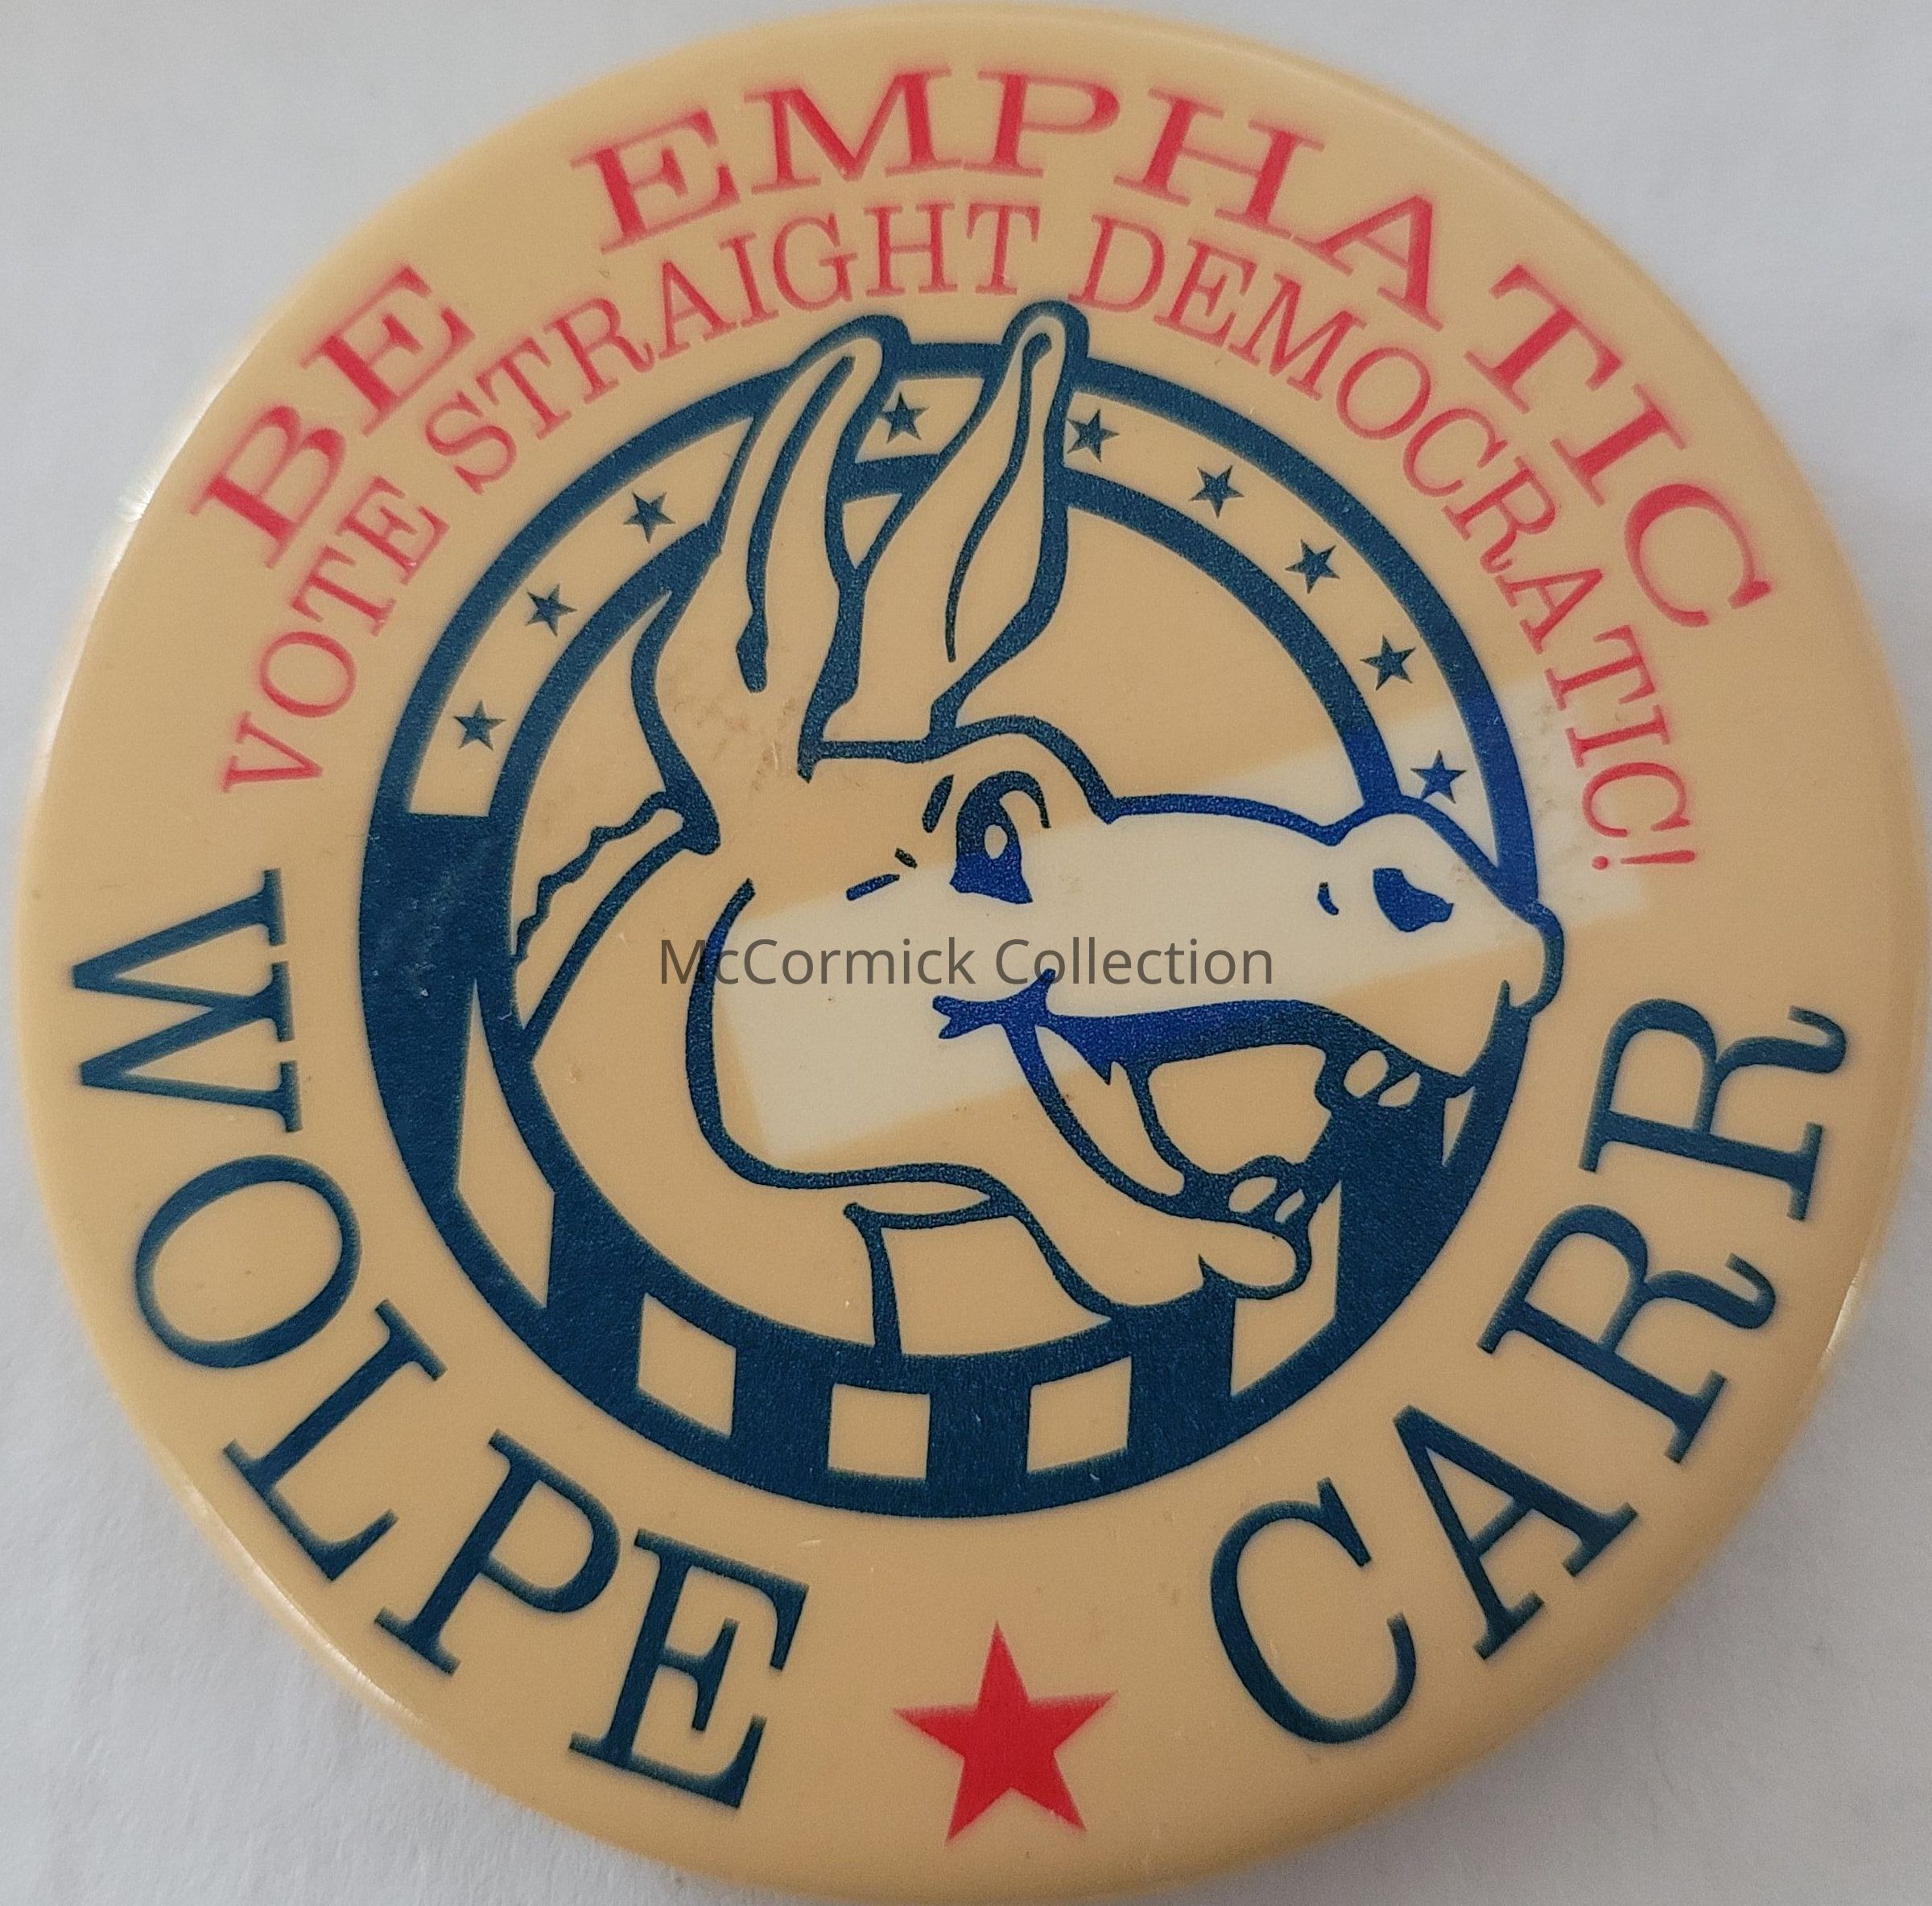 BE EMPHATIC
VOTE STRAIGHT DEMOCRATIC!
McCormick Collection
WOLPE ★ CARR